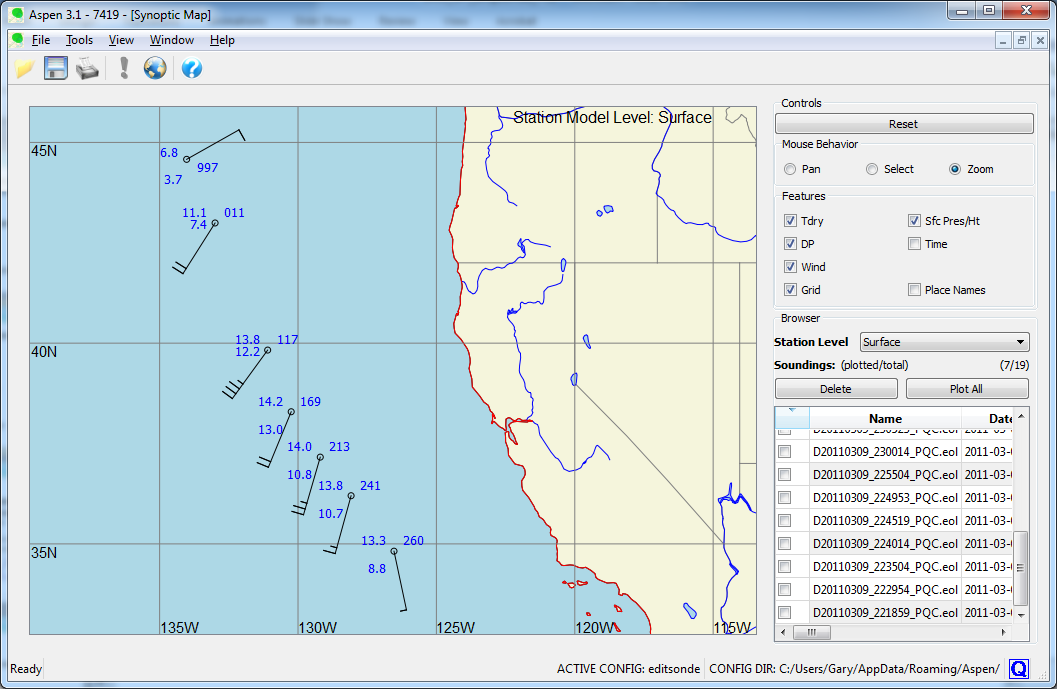 Aspen 3.1 - 7419 - [Synoptic Map]
File Tools View Window Help
Station Model Level: Surface
45N
6.8
997
3.7
11.1 011
7.4
13.8 117
12.2
40N
14.2 169
13.0
14.0 213
10.8
13.8 241
10.7
13.3 260
8.8
35N
135W 130W 125W 120W 115W
Controls
Reset
Mouse Behavior
Pan Select Zoom
Features
Tdry Sfc Pres/Ht
DP Time
Wind
Grid Place Names
Browser
Station Level Surface
Soundings: (plotted/total) (7/19)
Delete Plot All
Name Date
D20110309_230014_PQC.eol 2011-03-
D20110309_225504_PQC.eol 2011-03-
D20110309_224953_PQC.eol 2011-03-
D20110309_224519_PQC.eol 2011-03-
D20110309_224014_PQC.eol 2011-03-
D20110309_223504_PQC.eol 2011-03-
D20110309_222954_PQC.eol 2011-03-
D20110309_221859_PQC.eol 2011-03-
Ready ACTIVE CONFIG: editsonde CONFIG DIR: C:/Users/Gary/AppData/Roaming/Aspen/ Q